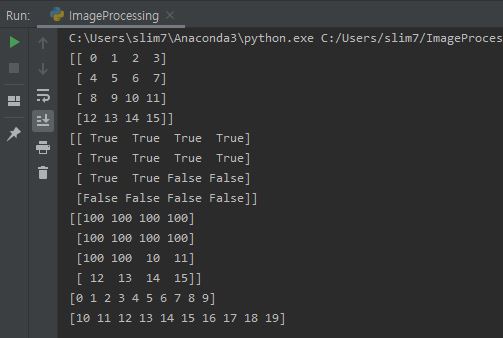 Run: ImageProcessing
C:\Users\slim7\Anaconda3\python.exe C:/Users/slim7/ImageProces
[[ 0  1  2  3]
 [ 4  5  6  7]
 [ 8  9 10 11]
 [12 13 14 15]]
[[ True  True  True  True]
 [ True  True  True  True]
 [ True  True False False]
 [False False False False]]
[[100 100 100 100]
 [100 100 100 100]
 [100 100  10  11]
 [ 12  13  14  15]]
[0 1 2 3 4 5 6 7 8 9]
[10 11 12 13 14 15 16 17 18 19]